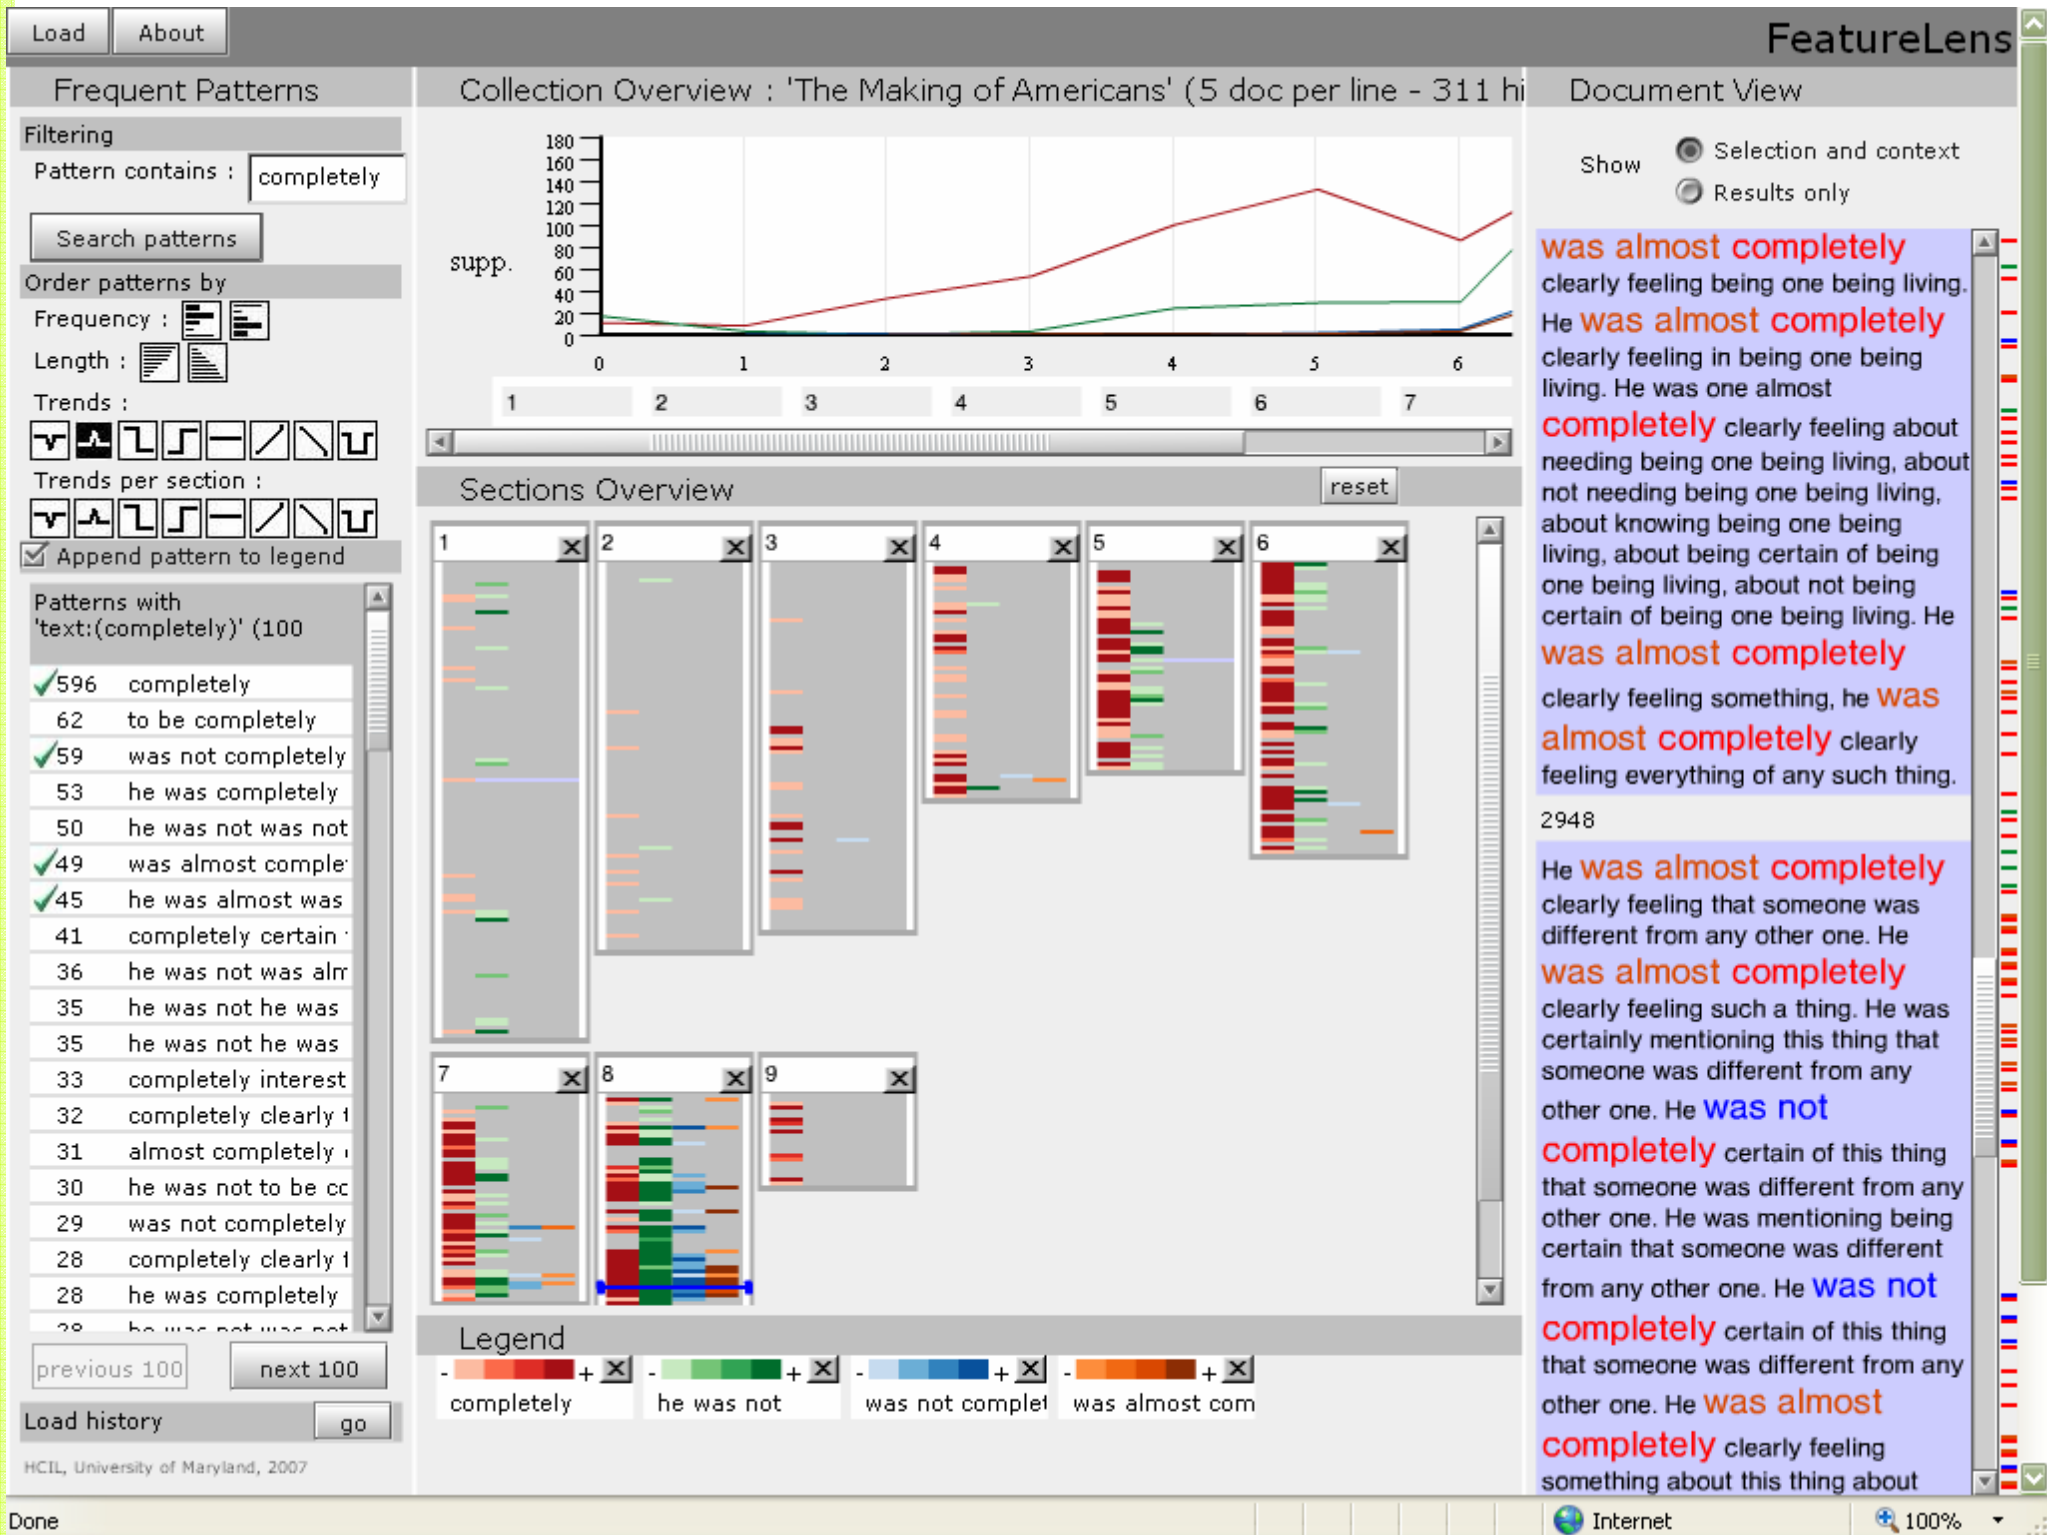 Load
About
FeatureLens
Frequent Patterns
Filtering
Pattern contains :
completely
Search patterns
Order patterns by
Frequency :
Length :
Trends :
Trends per section :
Append pattern to legend
Patterns with
'text:(completely)' (100
596 completely
62 to be completely
59 was not completely
53 he was completely
50 he was not was not
49 was almost comple
45 he was almost was
41 completely certain
36 he was not was alm
35 he was not he was
35 he was not he was
33 completely interest
32 completely clearly
31 almost completely
30 he was not to be cc
29 was not completely
28 completely clearly
28 he was completely
28 he was not was not
previous 100
next 100
Load history
go
HCIL, University of Maryland, 2007
Collection Overview : 'The Making of Americans' (5 doc per line - 311 hi
180
160
140
120
100
80
60
40
20
0
supp.
0 1 2 3 4 5 6
1 2 3 4 5 6 7
Sections Overview
reset
1 2 3 4 5 6
7 8 9
Legend
- + - + - + - +
completely
he was not
was not complet
was almost com
Document View
Show
Selection and context
Results only
was almost completely
clearly feeling being one being living.
He was almost completely
clearly feeling in being one being
living. He was one almost
completely clearly feeling about
needing being one being living, about
not needing being one being living,
about knowing being one being
living, about being certain of being
one being living, about not being
certain of being one being living. He
was almost completely
clearly feeling something, he was
almost completely clearly
feeling everything of any such thing.
2948
He was almost completely
clearly feeling that someone was
different from any other one. He
was almost completely
clearly feeling such a thing. He was
certainly mentioning this thing that
someone was different from any
other one. He was not
completely certain of this thing
that someone was different from any
other one. He was mentioning being
certain that someone was different
from any other one. He was not
completely certain of this thing
that someone was different from any
other one. He was almost
completely clearly feeling
something about this thing about
Done
Internet
100%